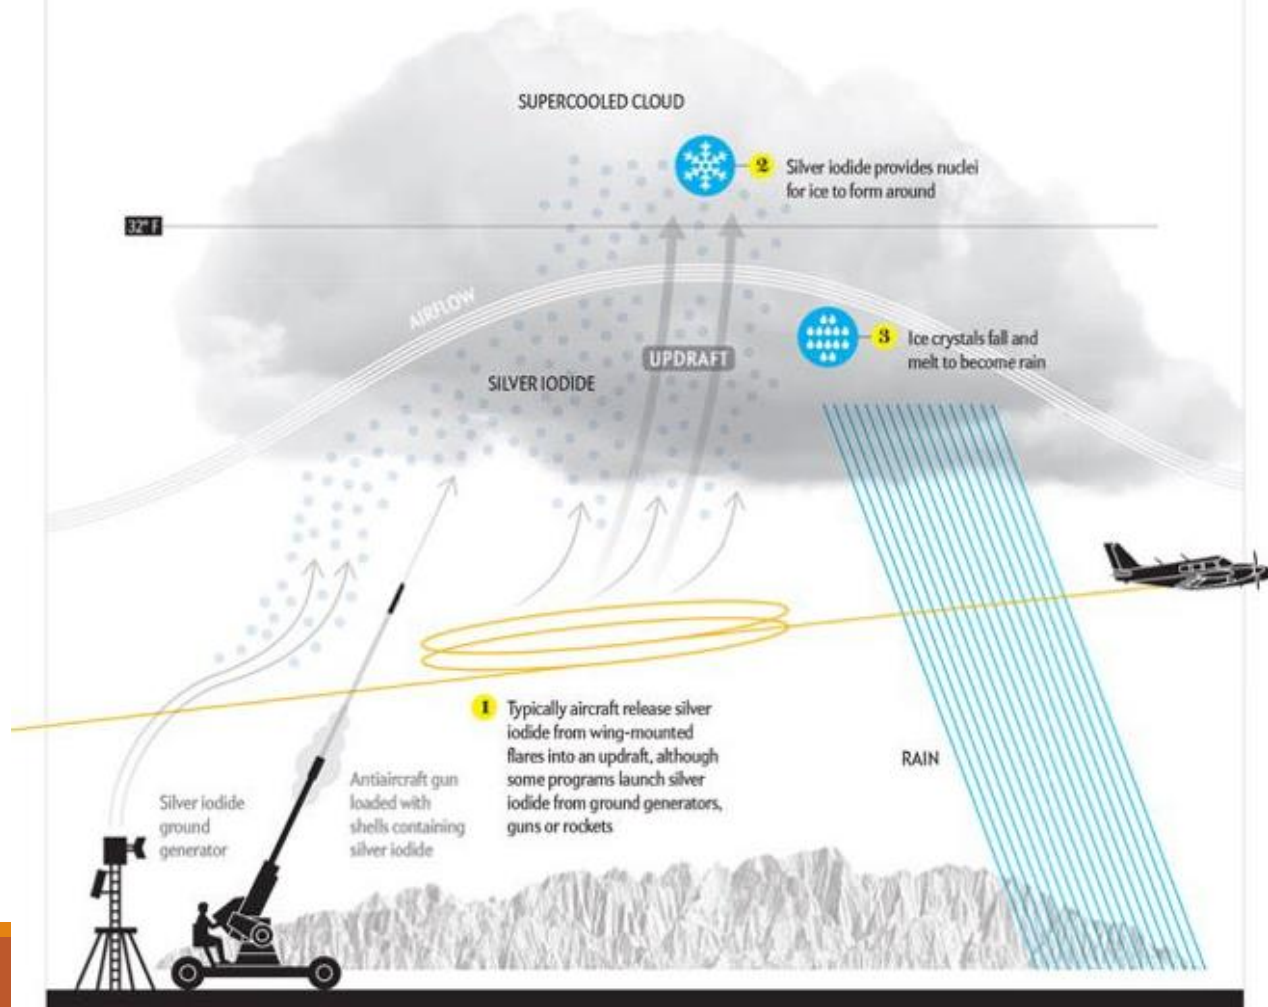 SUPERCOOLED CLOUD
2 Silver iodide provides nuclei
for ice to form around
32° F
AIRFLOW
UPDRAFT
3 Ice crystals fall and
melt to become rain
SILVER IODIDE
1 Typically aircraft release silver
iodide from wing-mounted
flares into an updraft, although
some programs launch silver
iodide from ground generators,
guns or rockets
RAIN
Silver iodide
ground
generator
Antiaircraft gun
loaded with
shells containing
silver iodide